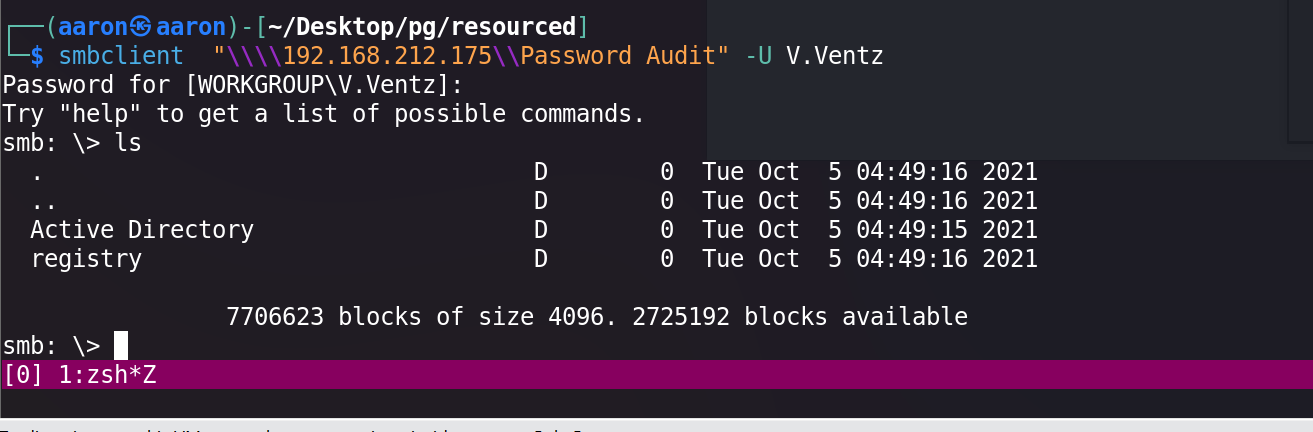 ┌──(aaron㉿aaron)-[~/Desktop/pg/resourced]
└─$ smbclient  "\\\\192.168.212.175\\Password Audit" -U V.Ventz
Password for [WORKGROUP\V.Ventz]:
Try "help" to get a list of possible commands.
smb: \> ls
  .                                   D        0  Tue Oct  5 04:49:16 2021
  ..                                  D        0  Tue Oct  5 04:49:16 2021
  Active Directory                    D        0  Tue Oct  5 04:49:15 2021
  registry                            D        0  Tue Oct  5 04:49:16 2021
                7706623 blocks of size 4096. 2725192 blocks available
smb: \>
[0] 1:zsh*Z